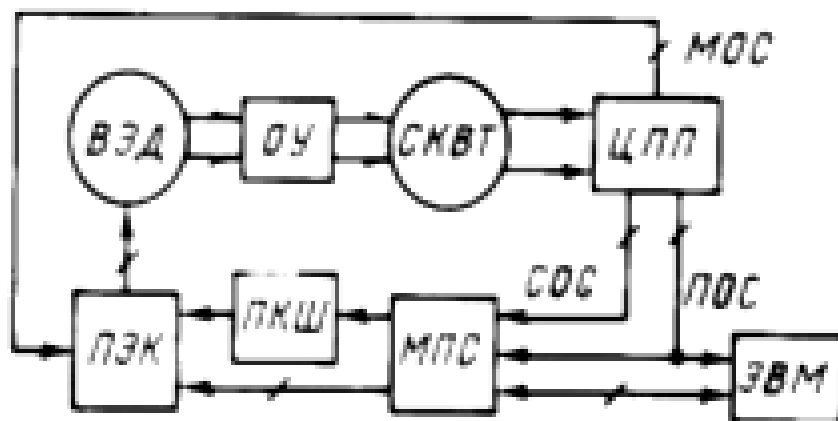 МОС
ВЭД ОУ СКВТ ЦПП
СОС ПОС
ПЭК ПКШ МПС ЭВМ